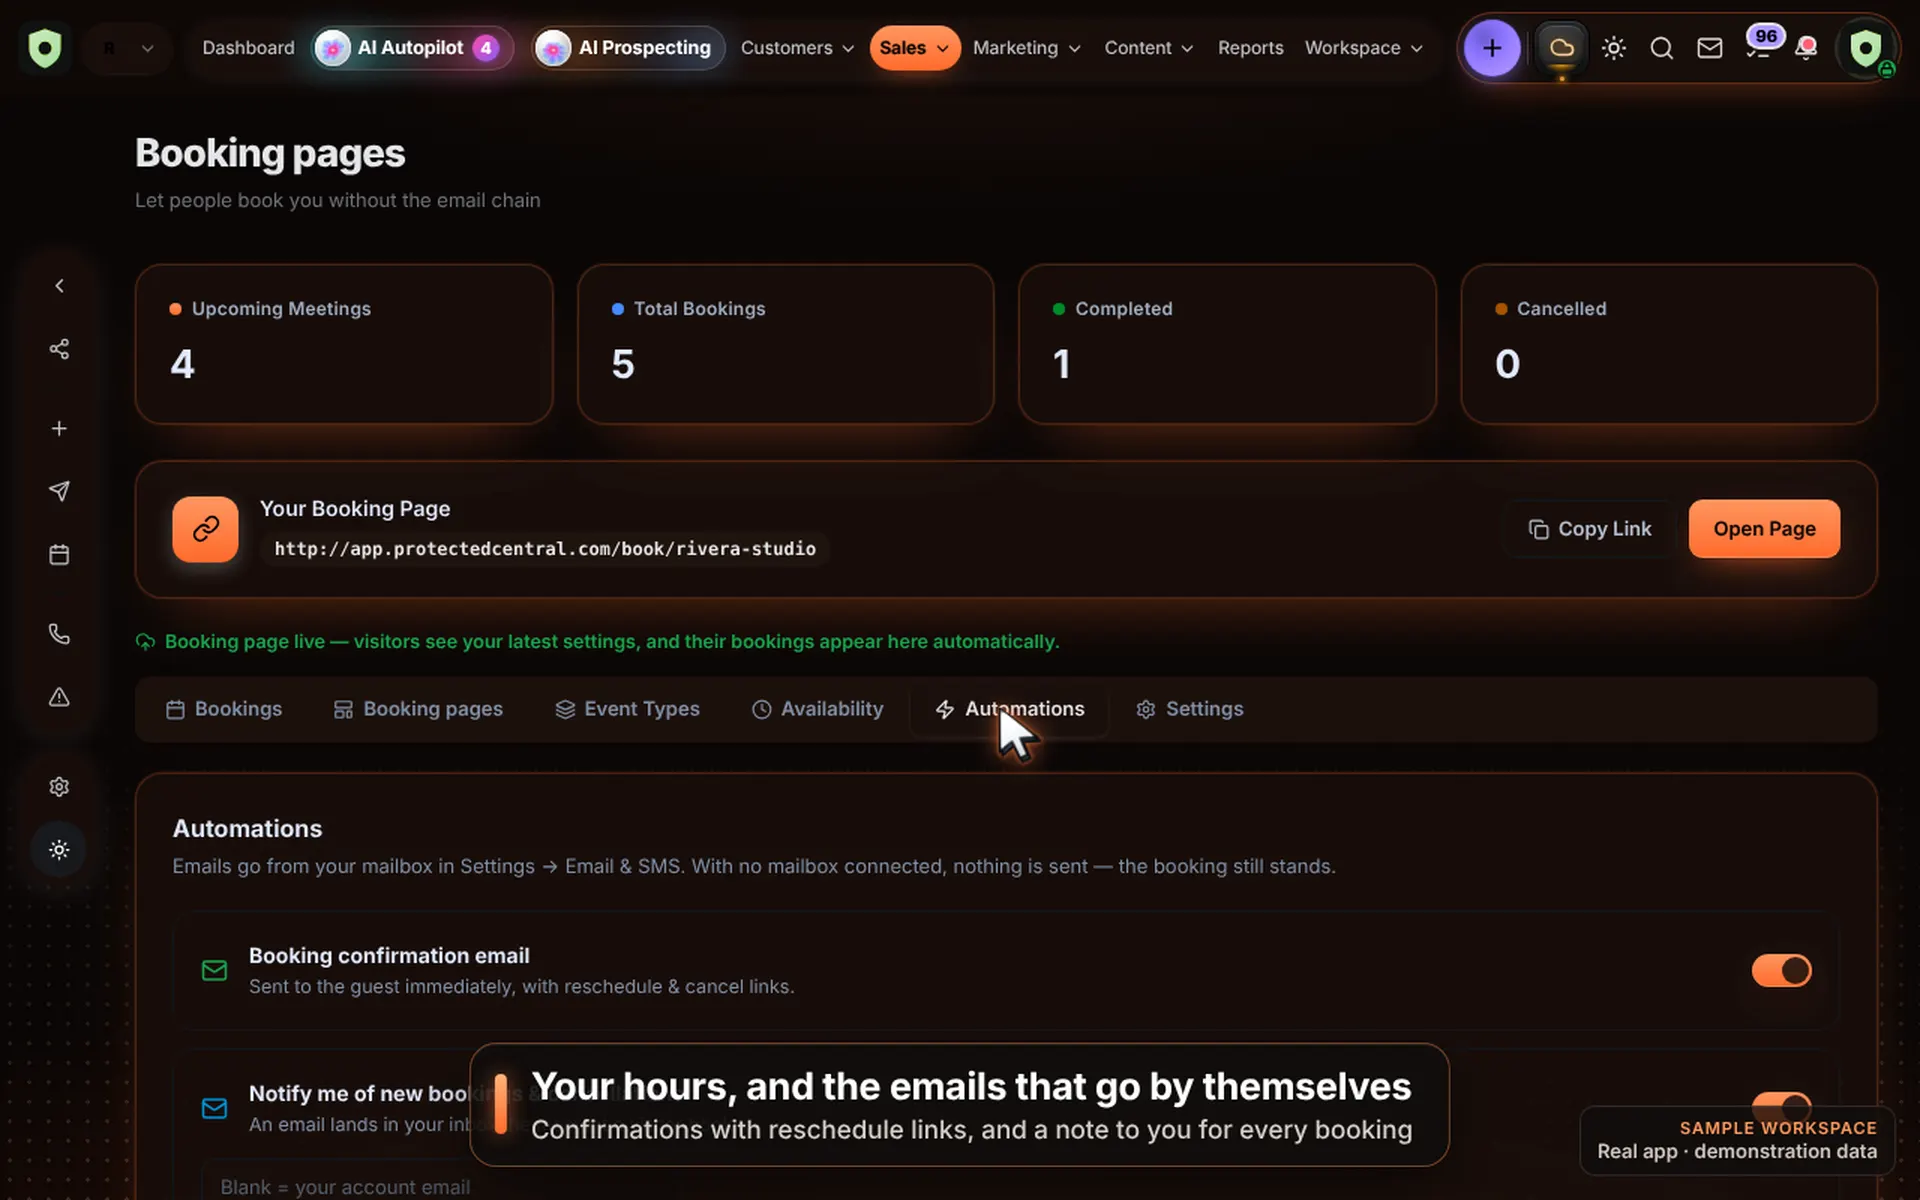 R
Dashboard
AI Autopilot 4
AI Prospecting
Customers
Sales
Marketing
Content
Reports
Workspace
96
Booking pages
Let people book you without the email chain
Upcoming Meetings
4
Total Bookings
5
Completed
1
Cancelled
0
Your Booking Page
http://app.protectedcentral.com/book/rivera-studio
Copy Link
Open Page
Booking page live — visitors see your latest settings, and their bookings appear here automatically.
Bookings
Booking pages
Event Types
Availability
Automations
Settings
Automations
Emails go from your mailbox in Settings → Email & SMS. With no mailbox connected, nothing is sent — the booking still stands.
Booking confirmation email
Sent to the guest immediately, with reschedule & cancel links.
Notify me of new bookings
An email lands in your
Blank = your account email
Your hours, and the emails that go by themselves
Confirmations with reschedule links, and a note to you for every booking
SAMPLE WORKSPACE
Real app · demonstration data